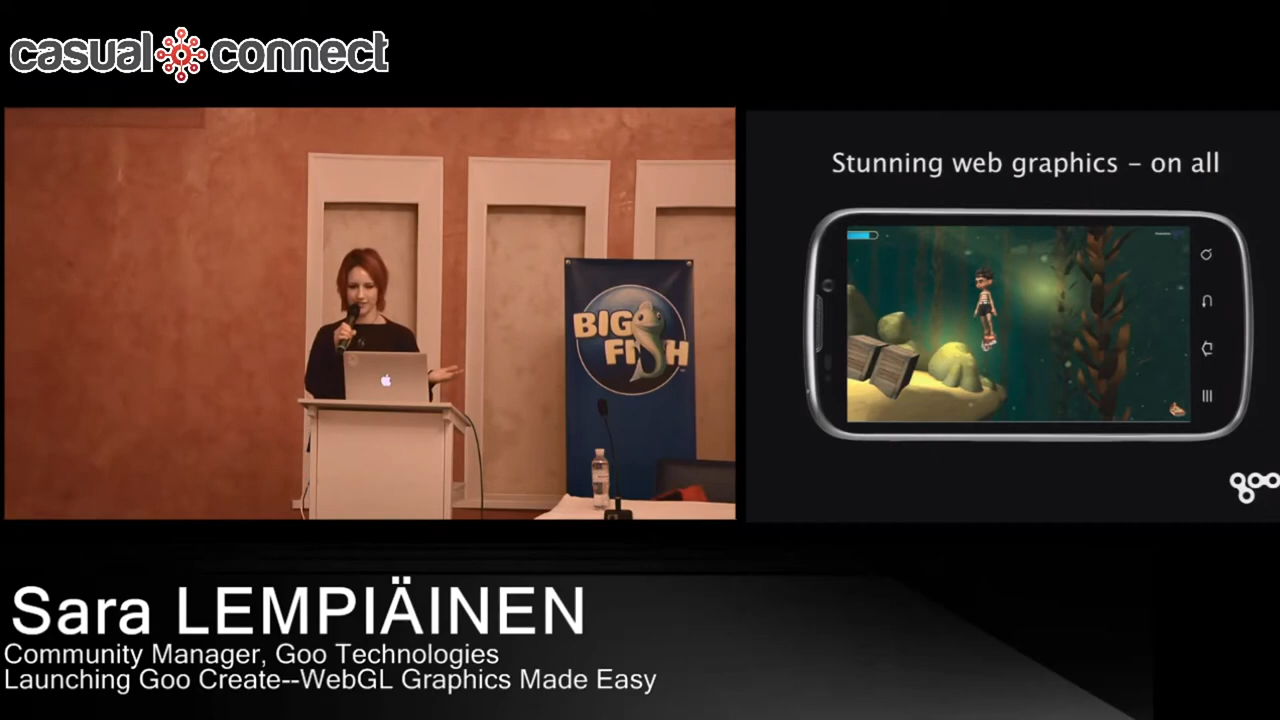 casual connect
Stunning web graphics – on all
BIG
FISH
goo
Sara LEMPIÄINEN
Community Manager, Goo Technologies
Launching Goo Create--WebGL Graphics Made Easy